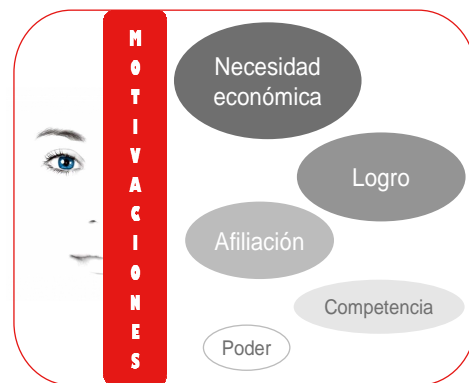 MOTIVACIONES
Necesidad
económica
Logro
Afiliación
Competencia
Poder